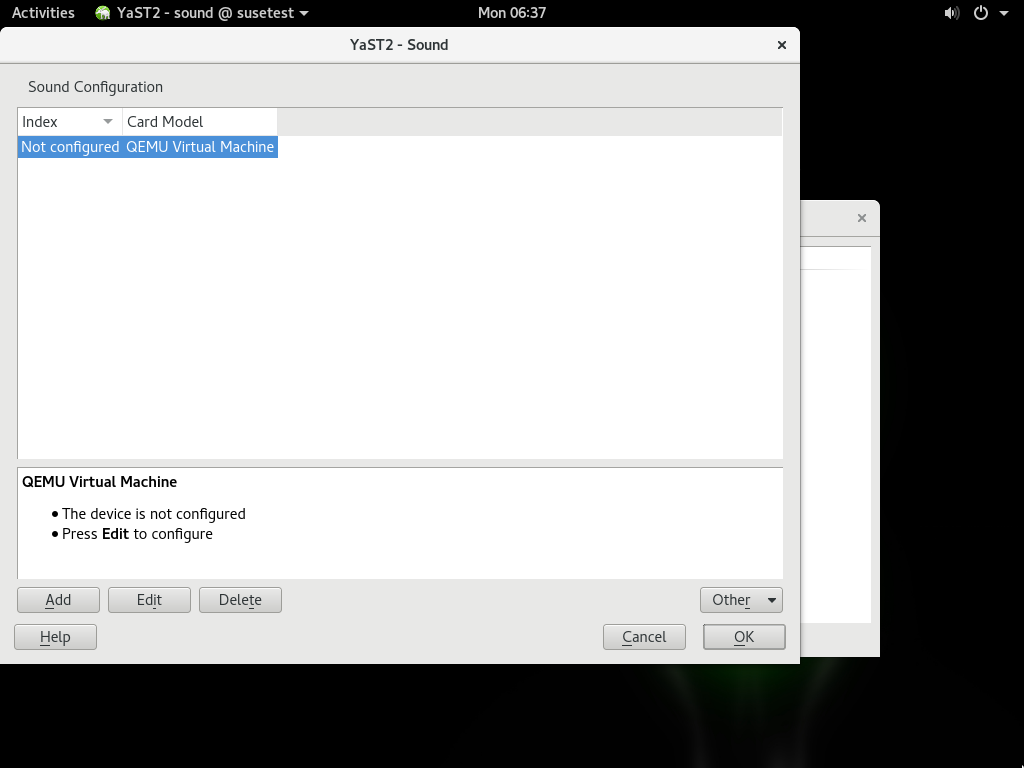 Activities YaST2 - sound @ susetest Mon 06:37
YaST2 - Sound
Sound Configuration
Index Card Model
Not configured QEMU Virtual Machine
QEMU Virtual Machine
The device is not configured
Press Edit to configure
Add Edit Delete Other
Help Cancel OK